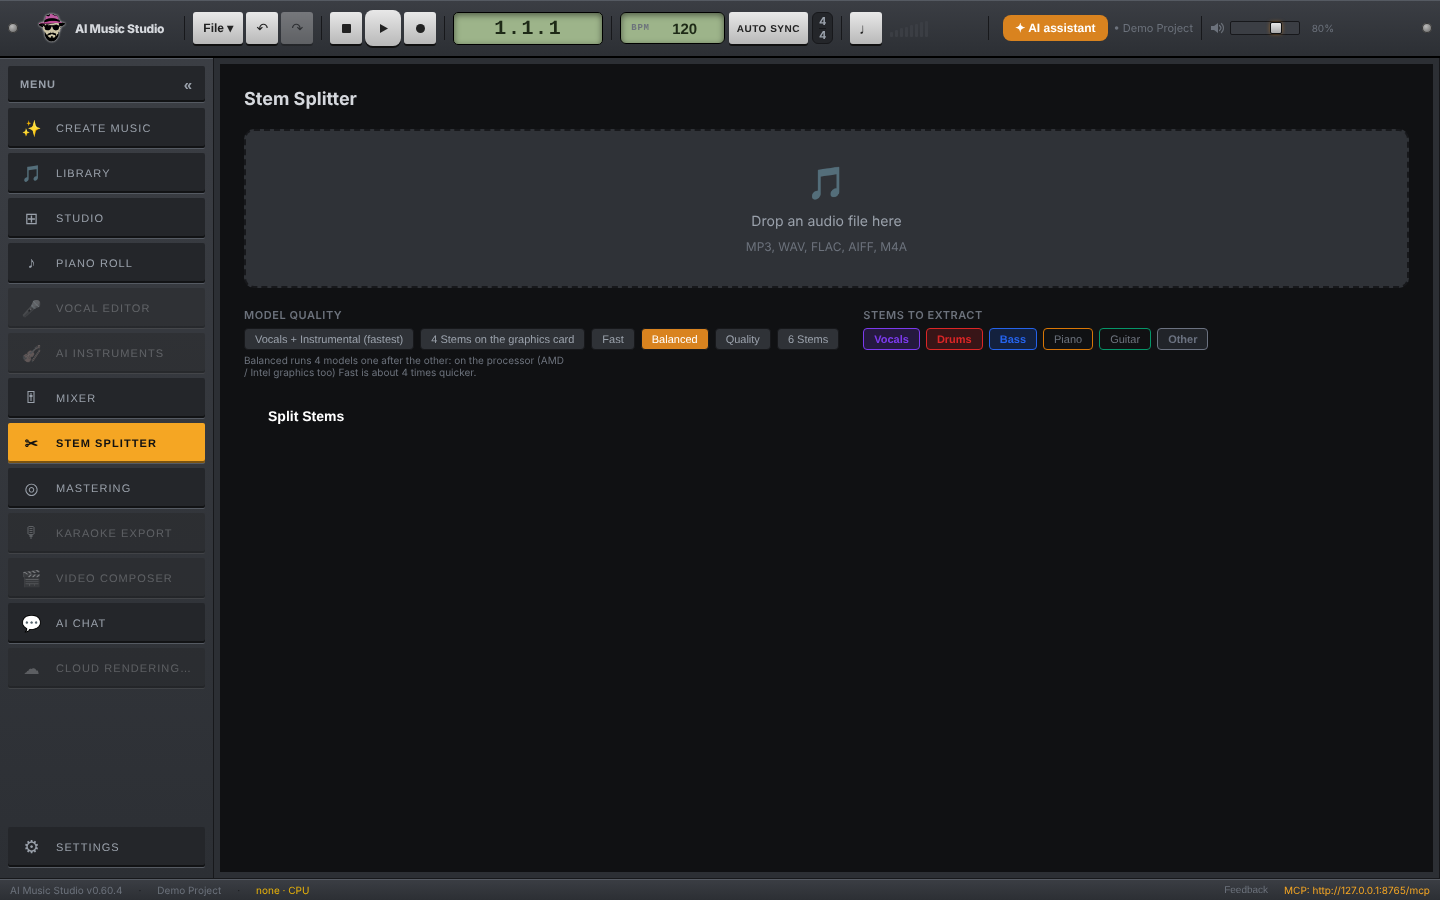 AI Music Studio
File ▾
1.1.1
BPM 120
AUTO SYNC
4
4
✦ AI assistant
• Demo Project
80%
MENU «
CREATE MUSIC
LIBRARY
STUDIO
PIANO ROLL
VOCAL EDITOR
AI INSTRUMENTS
MIXER
STEM SPLITTER
MASTERING
KARAOKE EXPORT
VIDEO COMPOSER
AI CHAT
CLOUD RENDERING...
SETTINGS
Stem Splitter
Drop an audio file here
MP3, WAV, FLAC, AIFF, M4A
MODEL QUALITY
Vocals + Instrumental (fastest) 4 Stems on the graphics card Fast Balanced Quality 6 Stems
Balanced runs 4 models one after the other: on the processor (AMD
/ Intel graphics too) Fast is about 4 times quicker.
STEMS TO EXTRACT
Vocals Drums Bass Piano Guitar Other
Split Stems
AI Music Studio v0.60.4 · Demo Project · none · CPU
Feedback MCP: http://127.0.0.1:8765/mcp